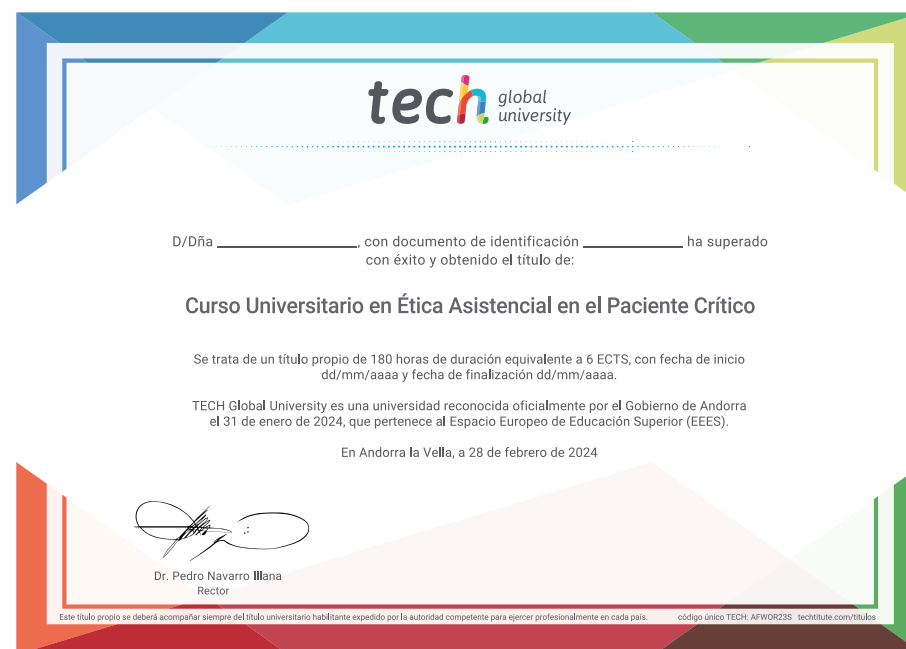 tech global
university
D/Dña ____________________, con documento de identificación ______________ ha superado
con éxito y obtenido el título de:
Curso Universitario en Ética Asistencial en el Paciente Crítico
Se trata de un título propio de 180 horas de duración equivalente a 6 ECTS, con fecha de inicio
dd/mm/aaaa y fecha de finalización dd/mm/aaaa.
TECH Global University es una universidad reconocida oficialmente por el Gobierno de Andorra
el 31 de enero de 2024, que pertenece al Espacio Europeo de Educación Superior (EEES).
En Andorra la Vella, a 28 de febrero de 2024
Dr. Pedro Navarro Illana
Rector
Este título propio se deberá acompañar siempre del título universitario habilitante expedido por la autoridad competente para ejercer profesionalmente en cada país. código único TECH: AFWOR23S techtitute.com/titulos